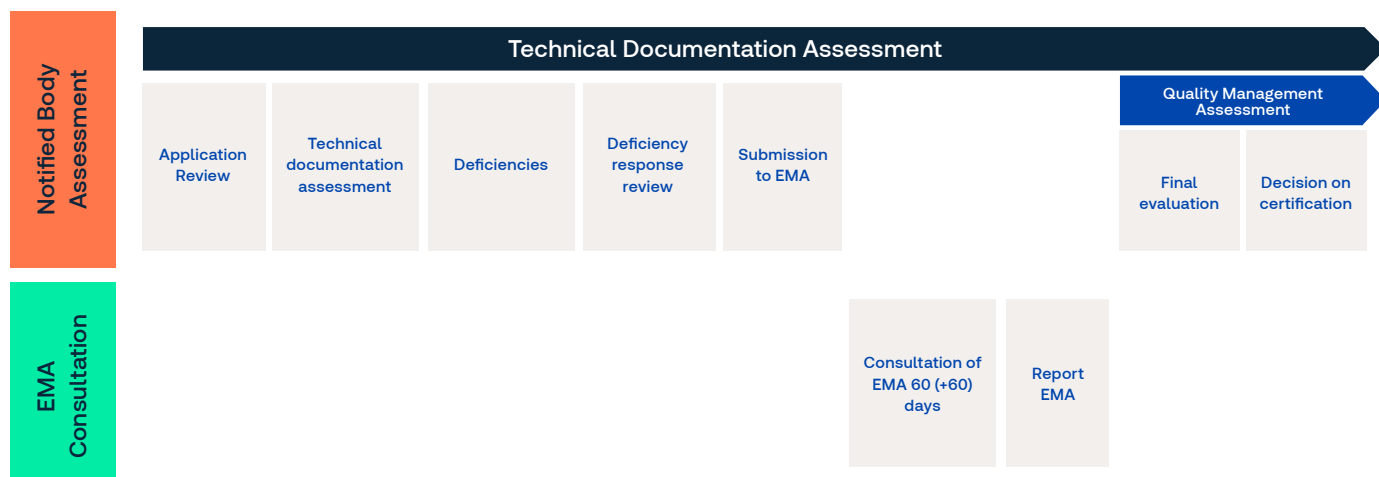 Notified Body
Assessment
Technical Documentation Assessment
Quality Management
Assessment
Application
Review
Technical
documentation
assessment
Deficiencies
Deficiency
response
review
Submission
to EMA
Final
evaluation
Decision on
certification
EMA
Consultation
Consultation of
EMA 60 (+60)
days
Report
EMA